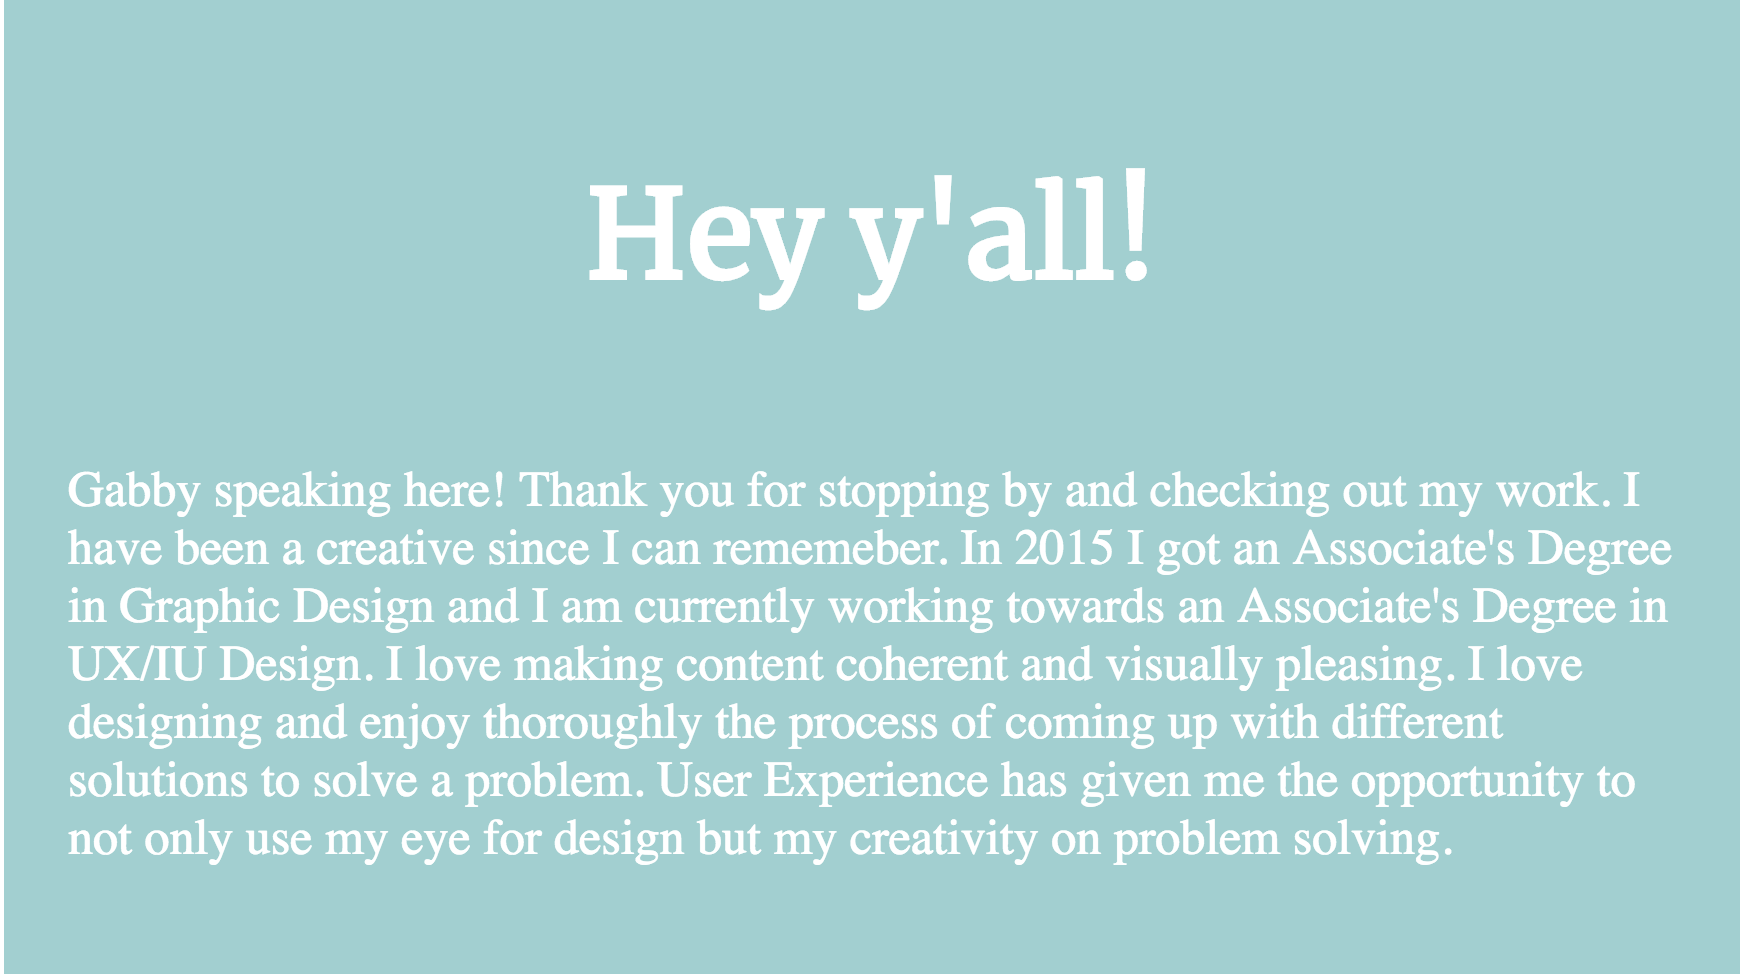 Hey y'all!
Gabby speaking here! Thank you for stopping by and checking out my work. I
have been a creative since I can rememeber. In 2015 I got an Associate's Degree
in Graphic Design and I am currently working towards an Associate's Degree in
UX/IU Design. I love making content coherent and visually pleasing. I love
designing and enjoy thoroughly the process of coming up with different
solutions to solve a problem. User Experience has given me the opportunity to
not only use my eye for design but my creativity on problem solving.